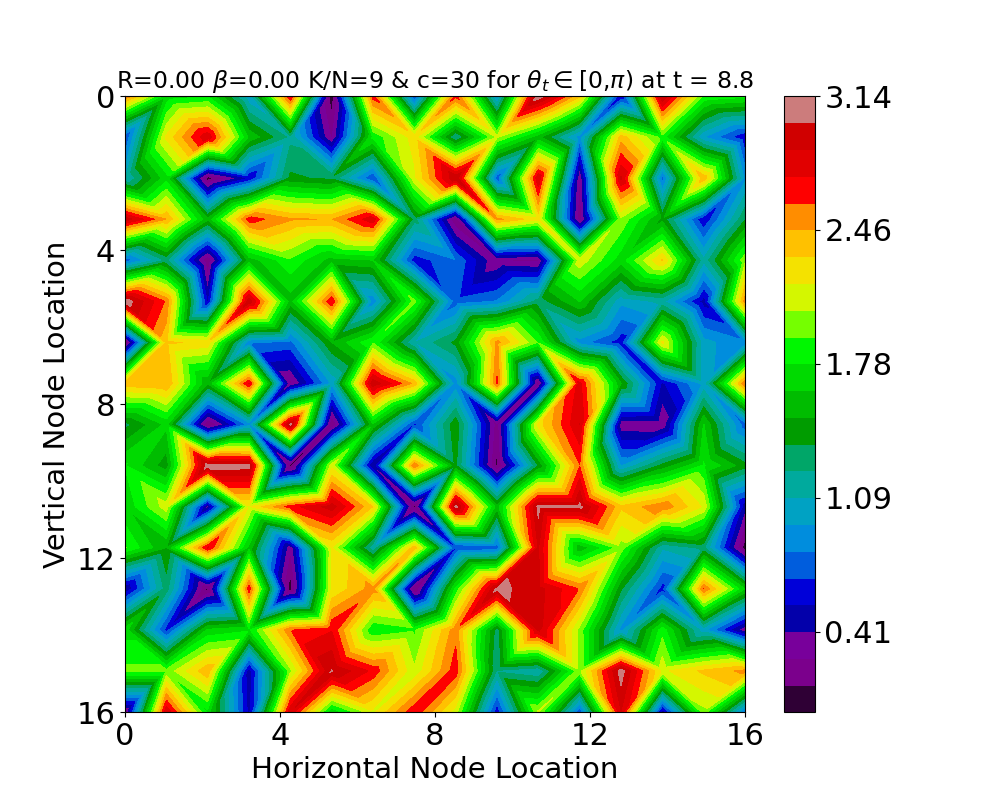 R=0.00 β=0.00 K/N=9 & c=30 for θ_t ∈ [0,π) at t = 8.8
0
4
8
12
16
Vertical Node Location
0 4 8 12 16
Horizontal Node Location
3.14
2.46
1.78
1.09
0.41